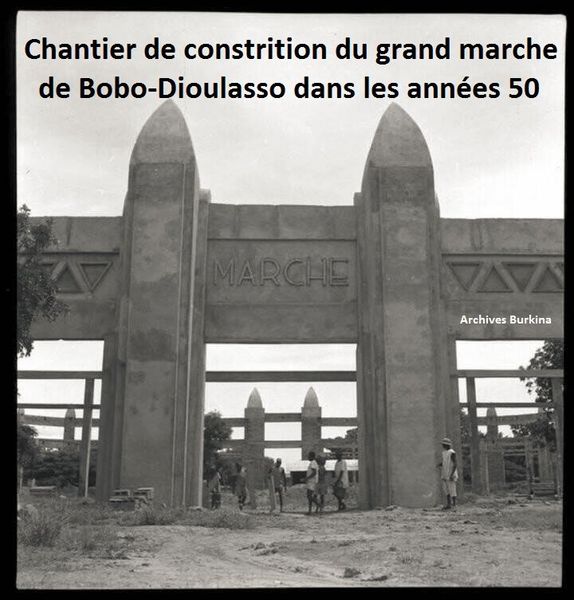 Chantier de constrition du grand marche
de Bobo-Dioulasso dans les années 50
MARCHE
Archives Burkina